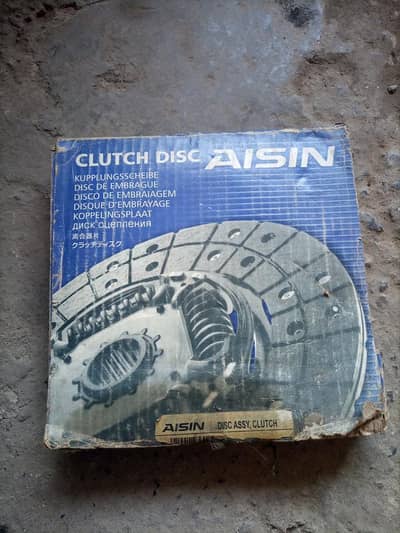 CLUTCH DISC AISIN
KUPPLUNGSSCHEIBE
DISC DE EMBRAGUE
DISCO DE EMBRAIAGEM
DISQUE D'EMBRAYAGE
KOPPELINGSPLAAT
ДИСК СЦЕПЛЕНИЯ
离合器片
クラッチディスク
AISIN DISC ASSY, CLUTCH